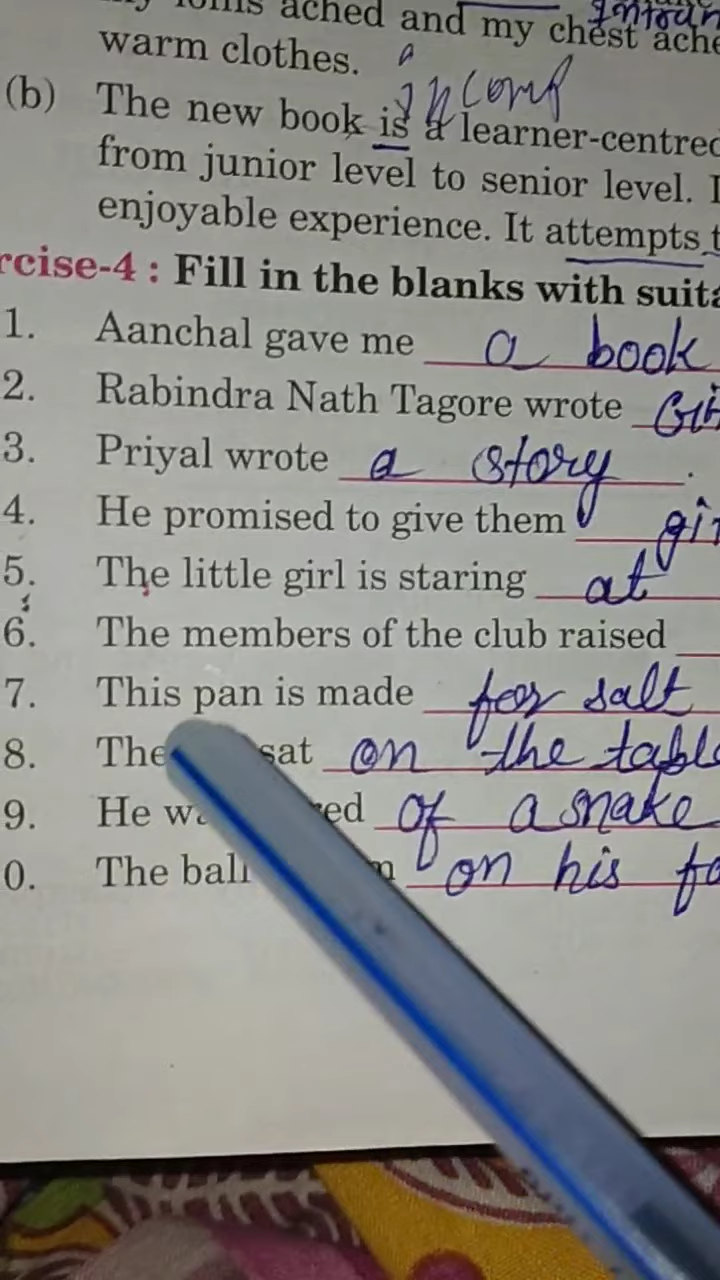 ached and my chest ache
warm clothes.
(b) The new book is a learner-centred
from junior level to senior level. I
enjoyable experience. It attempts t
rcise-4 : Fill in the blanks with suita
1. Aanchal gave me a book
2. Rabindra Nath Tagore wrote
3. Priyal wrote a story .
4. He promised to give them
5. The little girl is staring at
6. The members of the club raised
7. This pan is made for salt
8. The sat on the table
9. He wa ed of a snake
0. The ball m on his fa